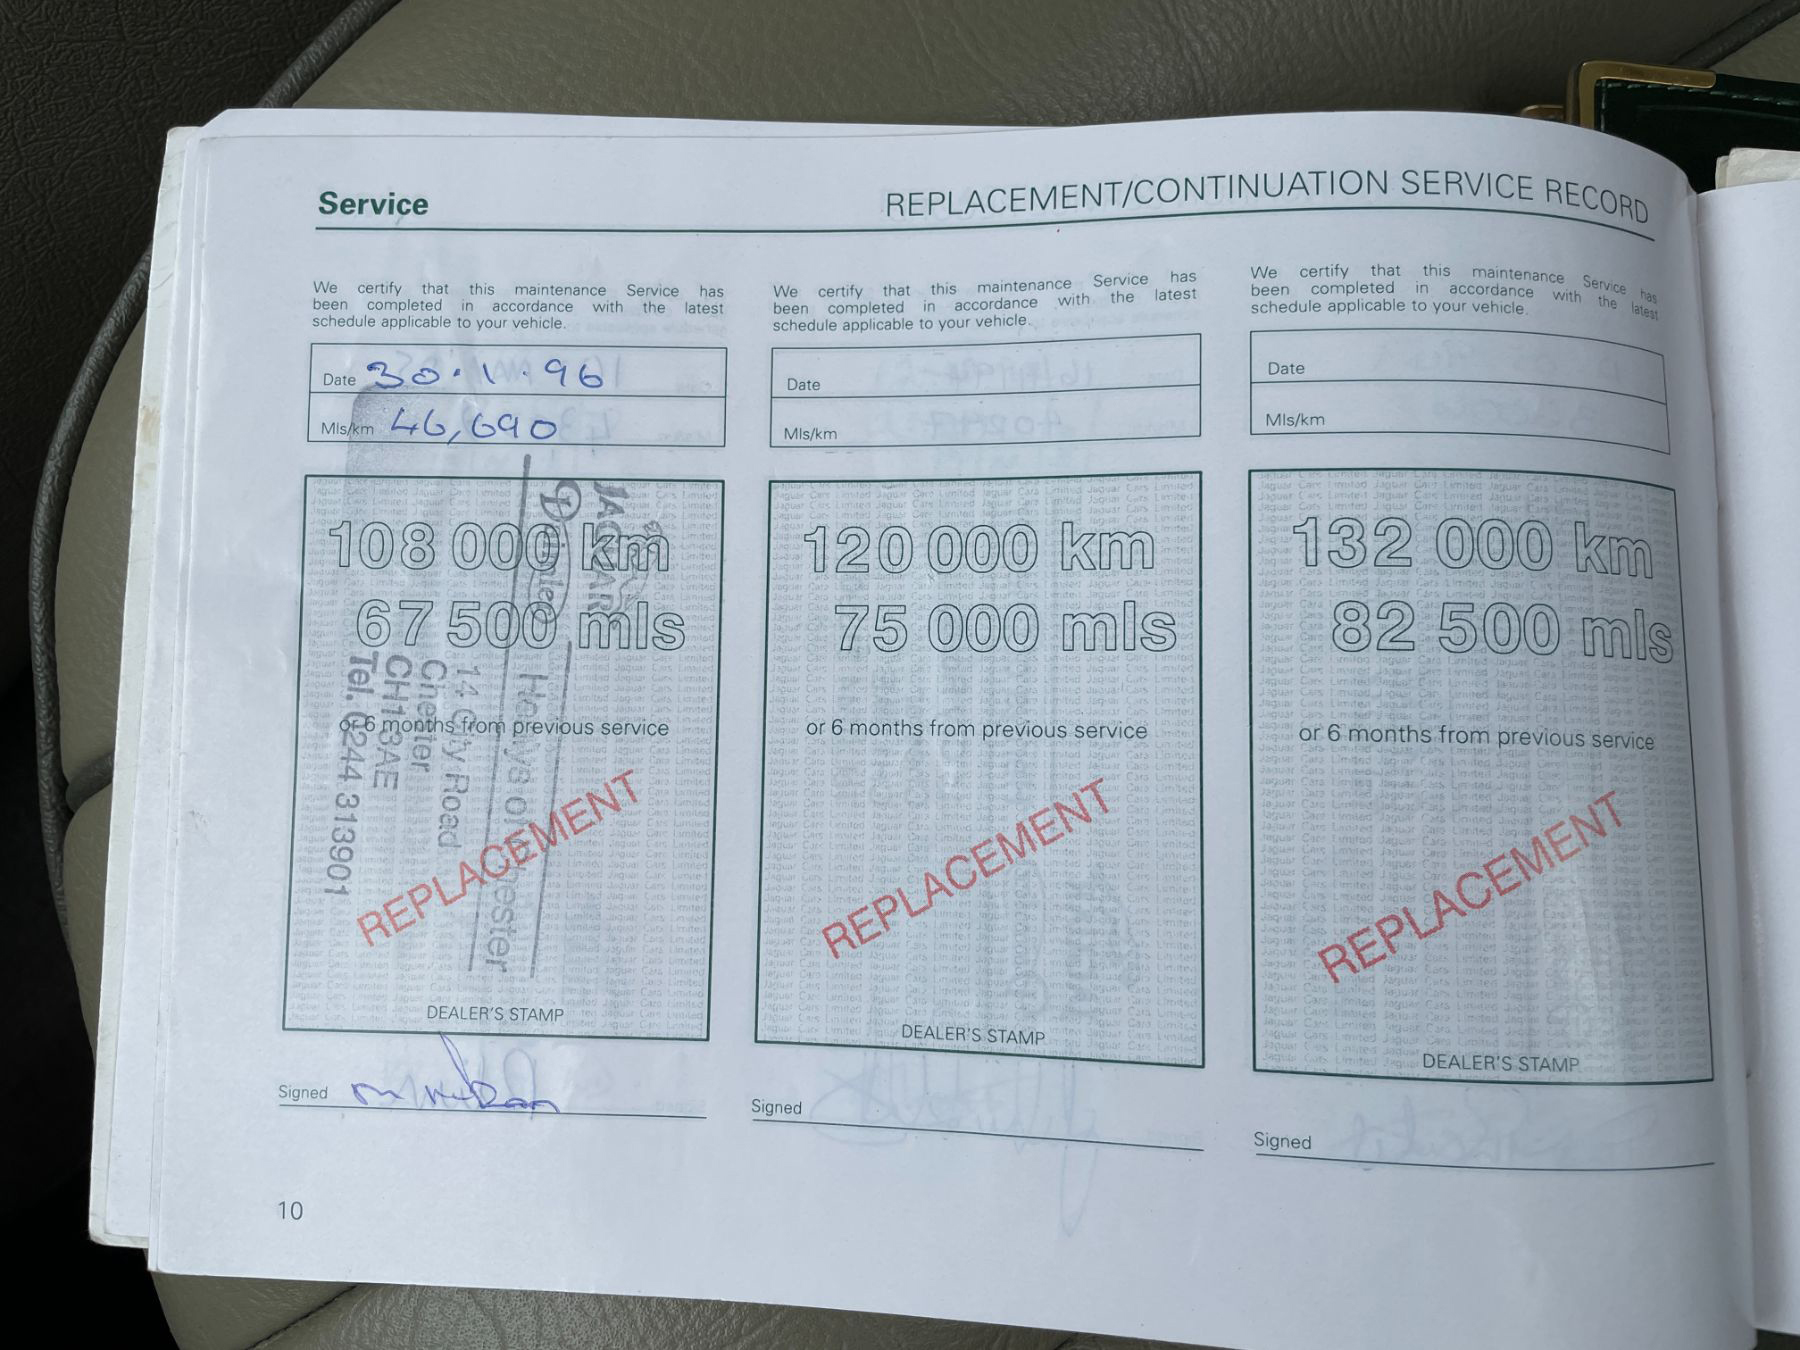 Service
REPLACEMENT/CONTINUATION SERVICE RECORD
We certify that this maintenance Service has
been completed in accordance with the latest
schedule applicable to your vehicle.
Date 30.1.96
Mls/km 46,690
108 000 km
67 500 mls
or 6 months from previous service
REPLACEMENT
JAGUAR
Daimler
Henlys of Chester
14 City Road
Chester
CH1 3AE
Tel. 0244 313901
DEALER'S STAMP
Signed
We certify that this maintenance Service has
been completed in accordance with the latest
schedule applicable to your vehicle.
Date
Mls/km
120 000 km
75 000 mls
or 6 months from previous service
REPLACEMENT
DEALER'S STAMP
Signed
We certify that this maintenance Service has
been completed in accordance with the latest
schedule applicable to your vehicle.
Date
Mls/km
132 000 km
82 500 mls
or 6 months from previous service
REPLACEMENT
DEALER'S STAMP
Signed
10